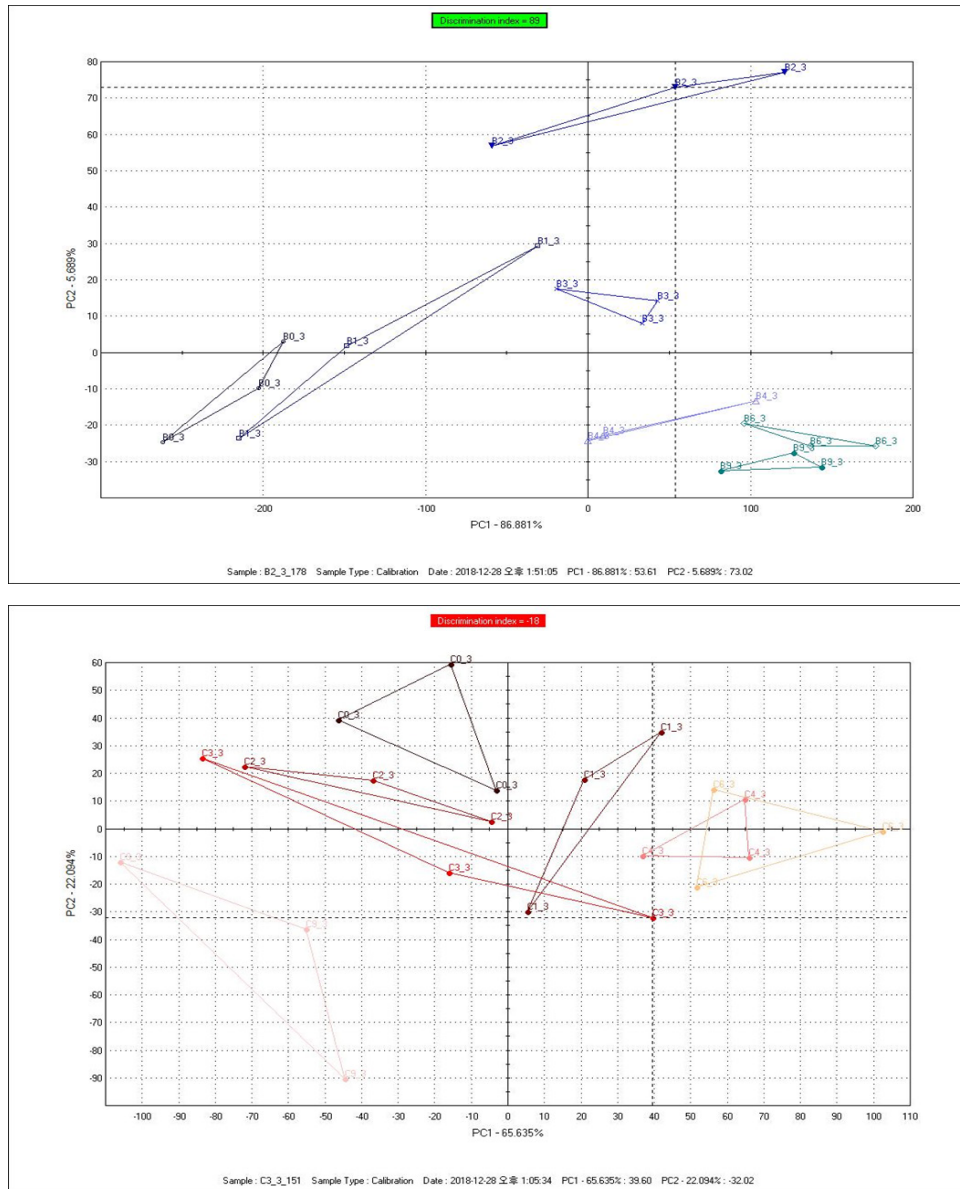 Discrimination index = 89
80
B2_3
B2_3
70
60
B2_3
50
40
30
B1_3
20
B3_3
B3_3
10
B3_3
B0_3
B1_3
0
-10
B0_3
B4_3
-20
B6_3
B0_3
B1_3
B4_3
B6_3
B6_3
B9_3
-30
B9_3
B9_3
PC2 - 5.689%
-200
-100
0
100
200
PC1 - 86.881%
Sample : B2_3_178 Sample Type : Calibration Date : 2018-12-28 오후 1:51:05 PC1 - 86.881% : 53.61 PC2 - 5.689% : 73.02
Discrimination index = -18
60
C0_3
50
40
C0_3
C1_3
30
C3_3
C2_3
20
C2_3
C1_3
C0_3
C6_3
10
C4_3
C2_3
0
-10
C4_3
C3_3
-20
-30
C1_3
C3_3
-40
-50
-60
-70
-80
-90
PC2 - 22.094%
-100
-90
-80
-70
-60
-50
-40
-30
-20
-10
0
10
20
30
40
50
60
70
80
90
100
110
PC1 - 65.635%
Sample : C3_3_151 Sample Type : Calibration Date : 2018-12-28 오후 1:05:34 PC1 - 65.635% : 39.60 PC2 - 22.094% : -32.02